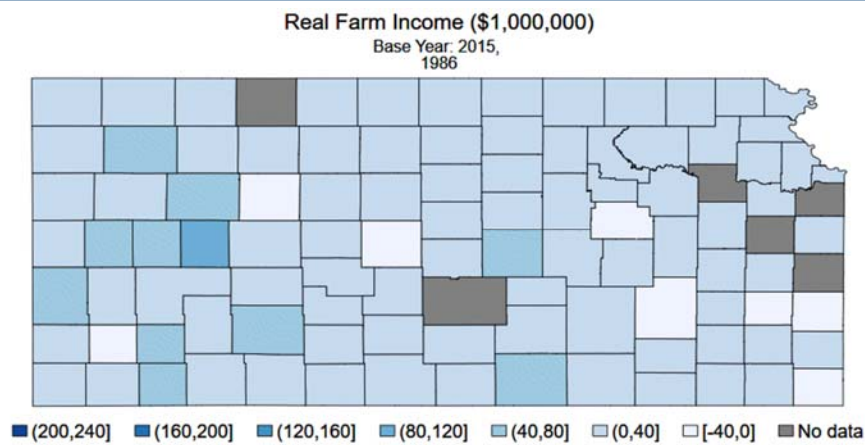 Real Farm Income ($1,000,000)
Base Year: 2015,
1986
(200,240] (160,200] (120,160] (80,120] (40,80] (0,40] [-40,0] No data